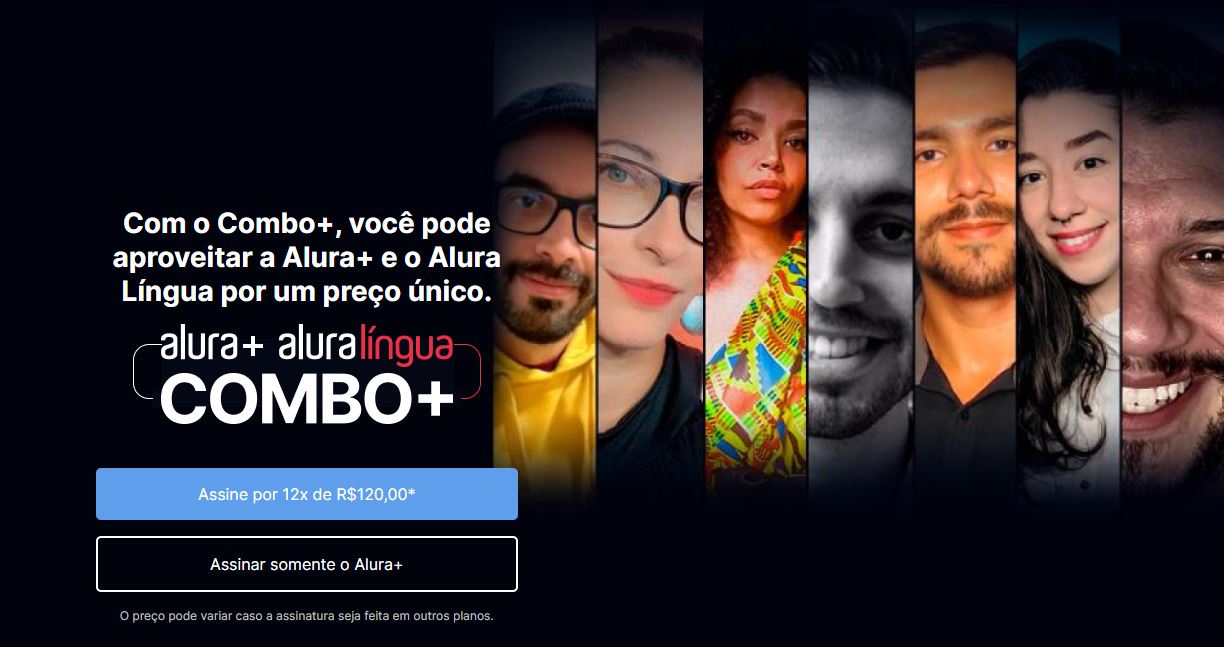 Com o Combo+, você pode
aproveitar a Alura+ e o Alura
Língua por um preço único.
alura+ aluralíngua
COMBO+
Assine por 12x de R$120,00*
Assinar somente o Alura+
O preço pode variar caso a assinatura seja feita em outros planos.